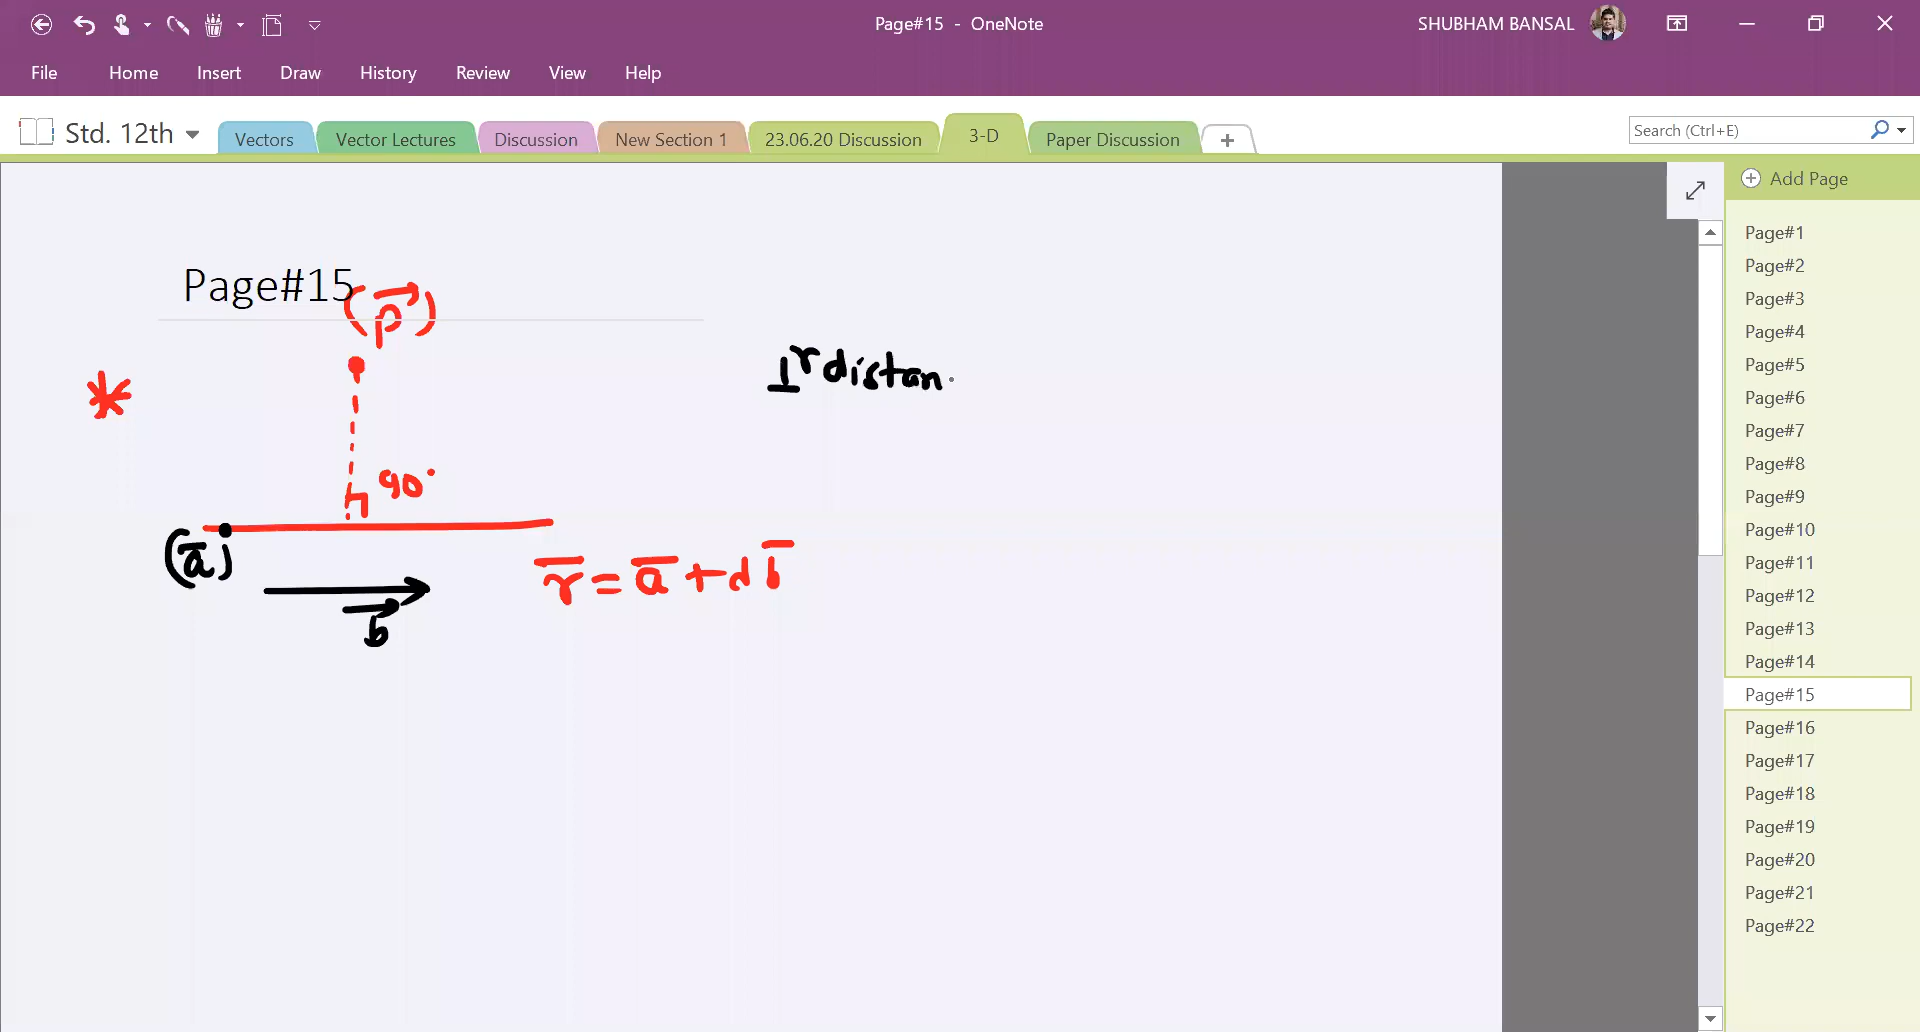 Page#15 - OneNote
SHUBHAM BANSAL
File Home Insert Draw History Review View Help
Std. 12th
Vectors Vector Lectures Discussion New Section 1 23.06.20 Discussion 3-D Paper Discussion +
Search (Ctrl+E)
Add Page
Page#15
(p⃗)
⊥r distan
90°
(a̅)
r̅ = a̅ + λ b̅
b⃗
Page#1
Page#2
Page#3
Page#4
Page#5
Page#6
Page#7
Page#8
Page#9
Page#10
Page#11
Page#12
Page#13
Page#14
Page#15
Page#16
Page#17
Page#18
Page#19
Page#20
Page#21
Page#22